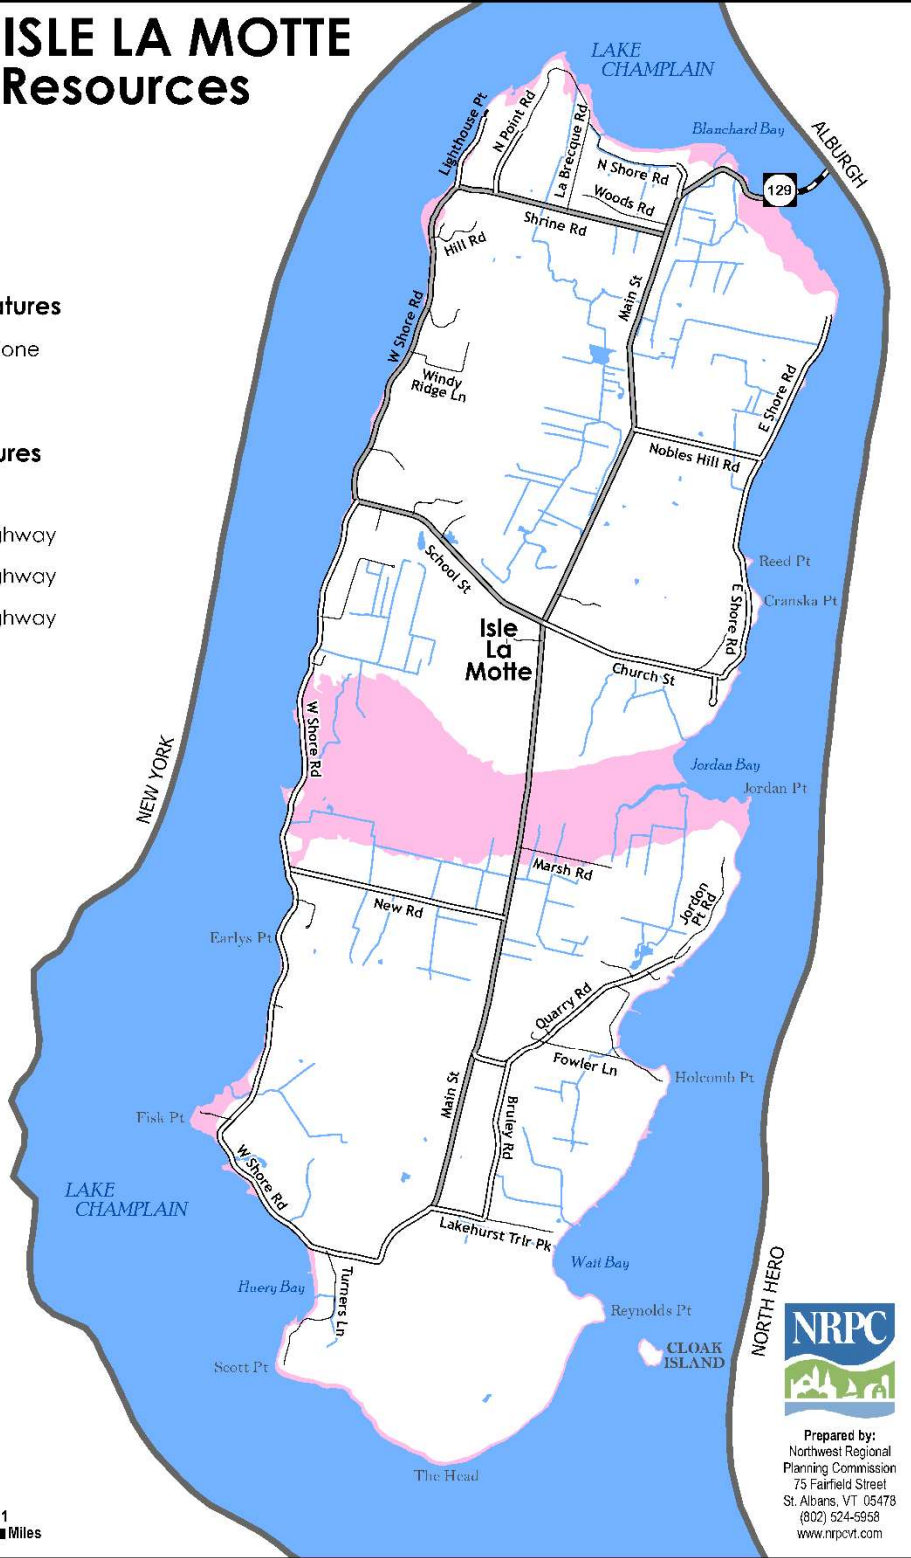 ISLE LA MOTTE
Resources
atures
one
ures
ghway
ghway
ghway
LAKE
CHAMPLAIN
Blanchard Bay
ALBURGH
129
Lighthouse Pt
N Point Rd
La Brecque Rd
N Shore Rd
Woods Rd
Shrine Rd
Hill Rd
Main St
W Shore Rd
Windy
Ridge Ln
E Shore Rd
Nobles Hill Rd
Reed Pt
Cranska Pt
School St
E Shore Rd
Isle
La
Motte
Church St
W Shore Rd
NEW YORK
Jordan Bay
Jordan Pt
Marsh Rd
New Rd
Jordon
Pt Rd
Earlys Pt
Quarry Rd
Fowler Ln
Holcomb Pt
Main St
Bruley Rd
Fisk Pt
W Shore Rd
LAKE
CHAMPLAIN
Lakehurst Trlr Pk
Wait Bay
Huery Bay
Turners Ln
Reynolds Pt
NORTH HERO
CLOAK
ISLAND
Scott Pt
The Head
NRPC
Prepared by:
Northwest Regional
Planning Commission
75 Fairfield Street
St. Albans, VT 05478
(802) 524-5958
www.nrpcvt.com
1
Miles